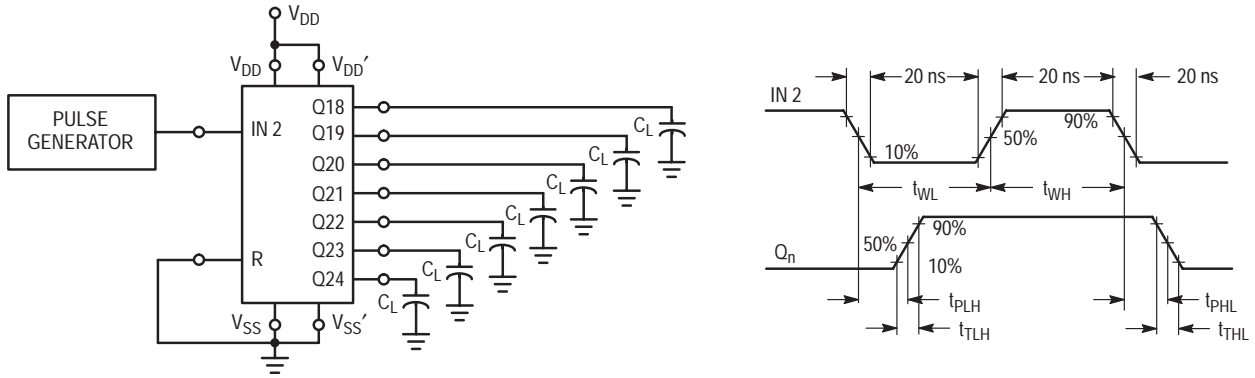 V_DD
V_DD V_DD′
PULSE
GENERATOR
IN 2
R
Q18
Q19
Q20
Q21
Q22
Q23
Q24
C_L
C_L
C_L
C_L
C_L
C_L
C_L
V_SS V_SS′
20 ns 20 ns 20 ns
IN 2
90%
50%
10%
t_WL t_WH
Q_n
90%
50%
10%
t_PLH t_PHL
t_TLH t_THL